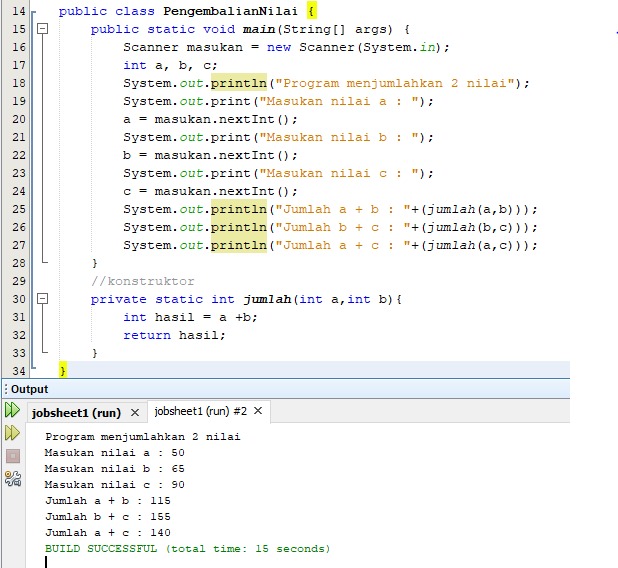 14 public class PengembalianNilai {
15 public static void main(String[] args) {
16 Scanner masukan = new Scanner(System.in);
17 int a, b, c;
18 System.out.println("Program menjumlahkan 2 nilai");
19 System.out.print("Masukan nilai a : ");
20 a = masukan.nextInt();
21 System.out.print("Masukan nilai b : ");
22 b = masukan.nextInt();
23 System.out.print("Masukan nilai c : ");
24 c = masukan.nextInt();
25 System.out.println("Jumlah a + b : "+(jumlah(a,b)));
26 System.out.println("Jumlah b + c : "+(jumlah(b,c)));
27 System.out.println("Jumlah a + c : "+(jumlah(a,c)));
28 }
29 //konstruktor
30 private static int jumlah(int a,int b){
31 int hasil = a +b;
32 return hasil;
33 }
34 }
Output
jobsheet1 (run) × jobsheet1 (run) #2 ×
Program menjumlahkan 2 nilai
Masukan nilai a : 50
Masukan nilai b : 65
Masukan nilai c : 90
Jumlah a + b : 115
Jumlah b + c : 155
Jumlah a + c : 140
BUILD SUCCESSFUL (total time: 15 seconds)